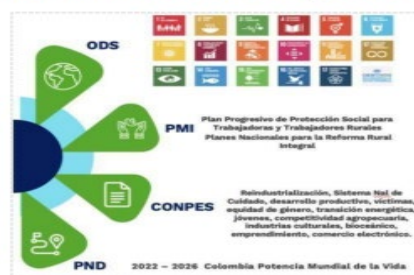 ODS
PMI
Plan Progresivo de Protección Social para
Trabajadoras y Trabajadores Rurales
Planes Nacionales para la Reforma Rural
Integral
CONPES
Reindustrialización, Sistema Nal de
Cuidado, desarrollo productivo, víctimas,
equidad de género, transición energética,
jóvenes, competitividad agropecuaria,
industrias culturales, bioceánico,
emprendimiento, comercio electrónico.
PND
2022 – 2026 Colombia Potencia Mundial de la Vida